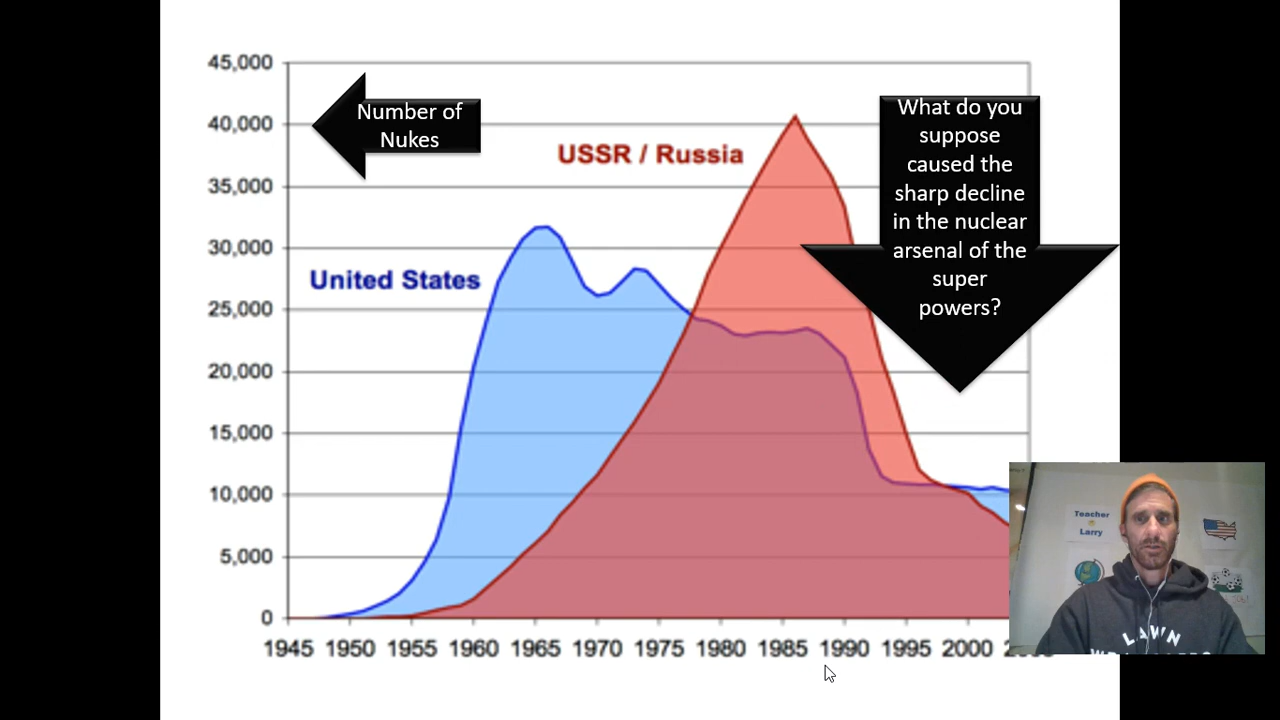 45,000
40,000
35,000
30,000
25,000
20,000
15,000
10,000
5,000
0
Number of
Nukes
USSR / Russia
United States
What do you
suppose
caused the
sharp decline
in the nuclear
arsenal of the
super
powers?
1945 1950 1955 1960 1965 1970 1975 1980 1985 1990 1995 2000
Teacher
Larry
LAWN